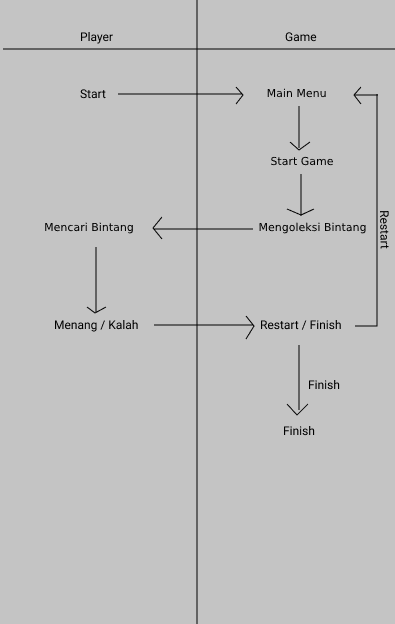 Player
Game
Start
Main Menu
Start Game
Mencari Bintang
Mengoleksi Bintang
Restart
Menang / Kalah
Restart / Finish
Finish
Finish